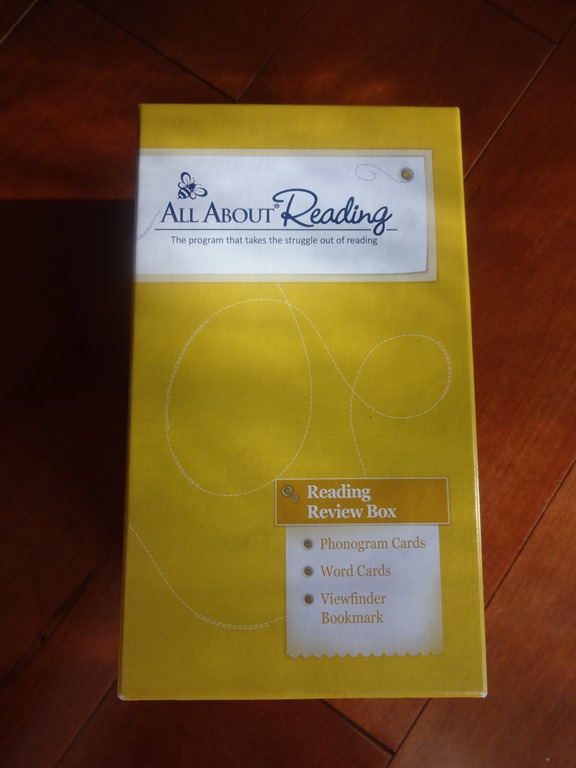 All About® Reading
The program that takes the struggle out of reading
Reading
Review Box
Phonogram Cards
Word Cards
Viewfinder
Bookmark